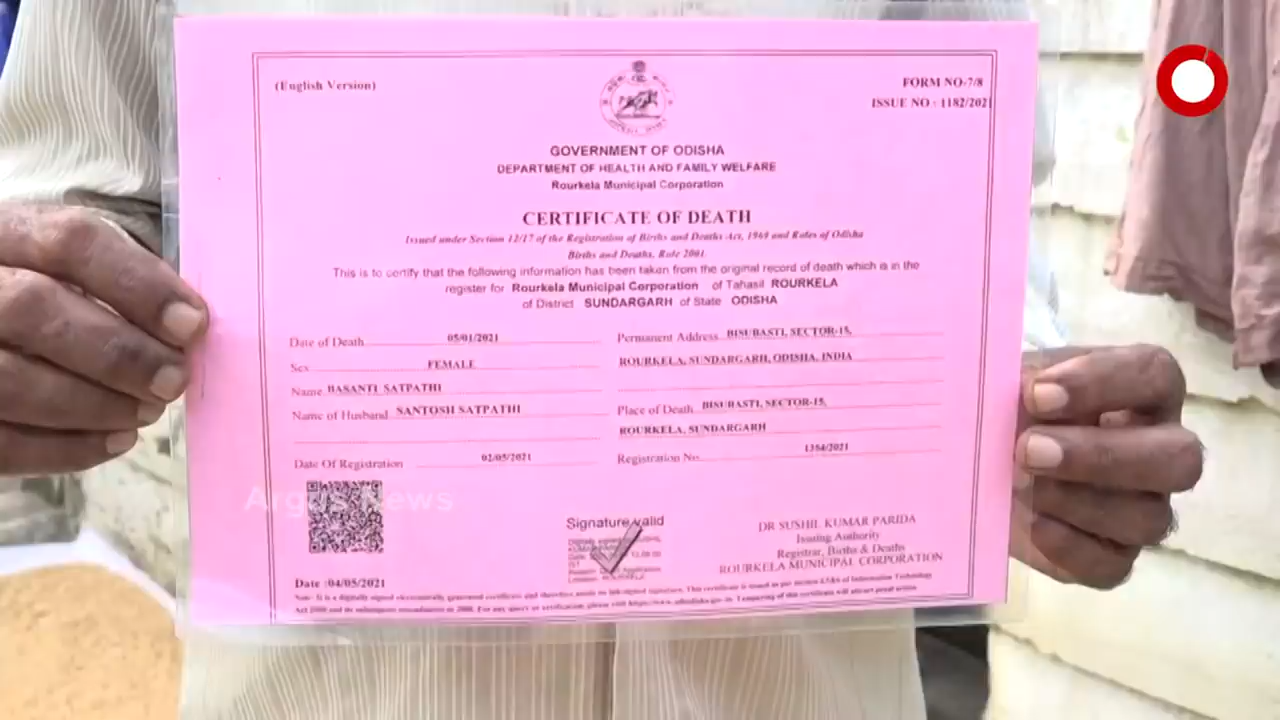 (English Version)
FORM NO-7/8
ISSUE NO : 1182/2021
GOVERNMENT OF ODISHA
DEPARTMENT OF HEALTH AND FAMILY WELFARE
Rourkela Municipal Corporation
CERTIFICATE OF DEATH
Issued under Section 12/17 of the Registration of Births and Deaths Act, 1969 and Rules of Odisha
Births and Deaths, Rule 2001.
This is to certify that the following information has been taken from the original record of death which is in the
register for Rourkela Municipal Corporation of Tahasil ROURKELA
of District SUNDARGARH of State ODISHA
Date of Death 05/01/2021
Sex FEMALE
Name BASANTI SATPATHI
Name of Husband SANTOSH SATPATHI
Date Of Registration 02/05/2021
Permanent Address BISUBASTI, SECTOR-15,
ROURKELA, SUNDARGARH, ODISHA, INDIA
Place of Death BISUBASTI, SECTOR-15,
ROURKELA, SUNDARGARH
Registration No. 1384/2021
Argus News
Signature valid
DR SUSHIL KUMAR PARIDA
Issuing Authority
Registrar, Births & Deaths
ROURKELA MUNICIPAL CORPORATION
Date :04/05/2021